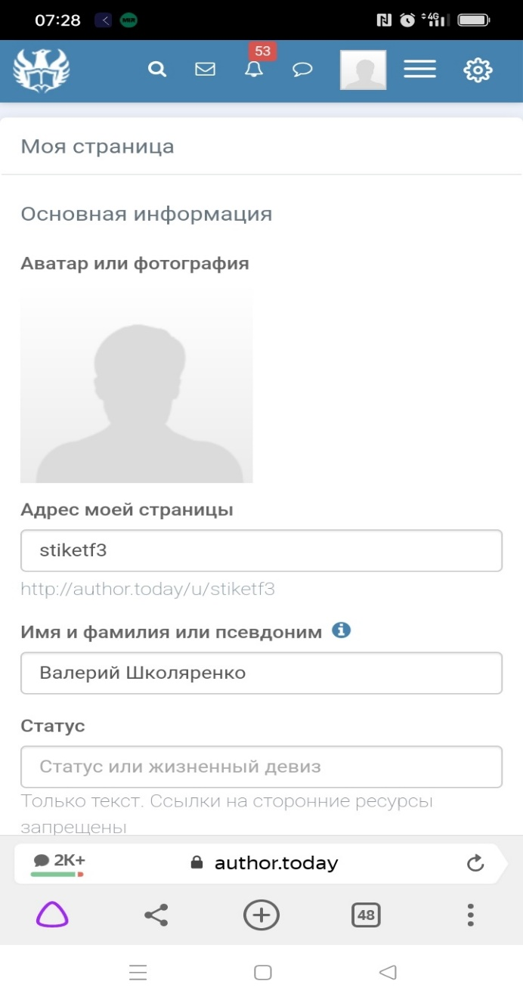 07:28
4G
53
Моя страница
Основная информация
Аватар или фотография
Адрес моей страницы
stiketf3
http://author.today/u/stiketf3
Имя и фамилия или псевдоним
Валерий Школяренко
Статус
Статус или жизненный девиз
Только текст. Ссылки на сторонние ресурсы
запрещены
2K+ author.today
48